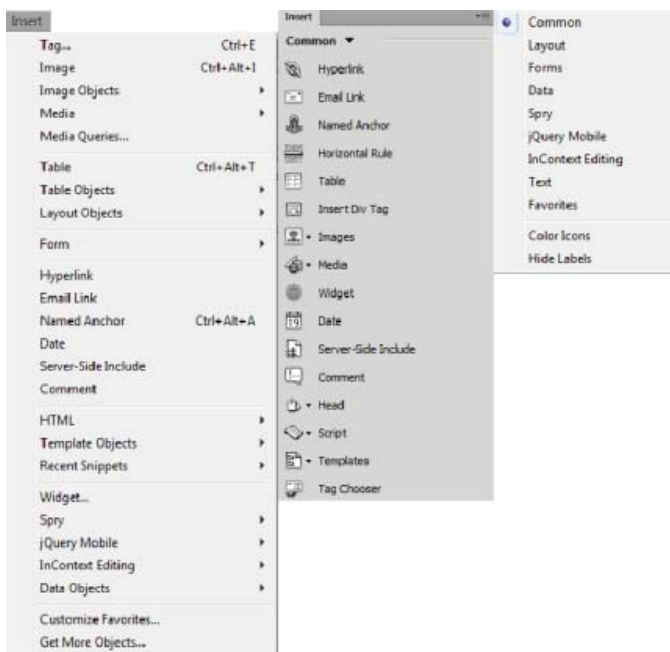 Insert
Tag... Ctrl+E
Image Ctrl+Alt+I
Image Objects
Media
Media Queries...
Table Ctrl+Alt+T
Table Objects
Layout Objects
Form
Hyperlink
Email Link
Named Anchor Ctrl+Alt+A
Date
Server-Side Include
Comment
HTML
Template Objects
Recent Snippets
Widget...
Spry
jQuery Mobile
InContext Editing
Data Objects
Customize Favorites...
Get More Objects...
Insert
Common
Hyperlink
Email Link
Named Anchor
Horizontal Rule
Table
Insert Div Tag
Images
Media
Widget
19 Date
Server-Side Include
Comment
Head
Script
Templates
Tag Chooser
Common
Layout
Forms
Data
Spry
jQuery Mobile
InContext Editing
Text
Favorites
Color Icons
Hide Labels